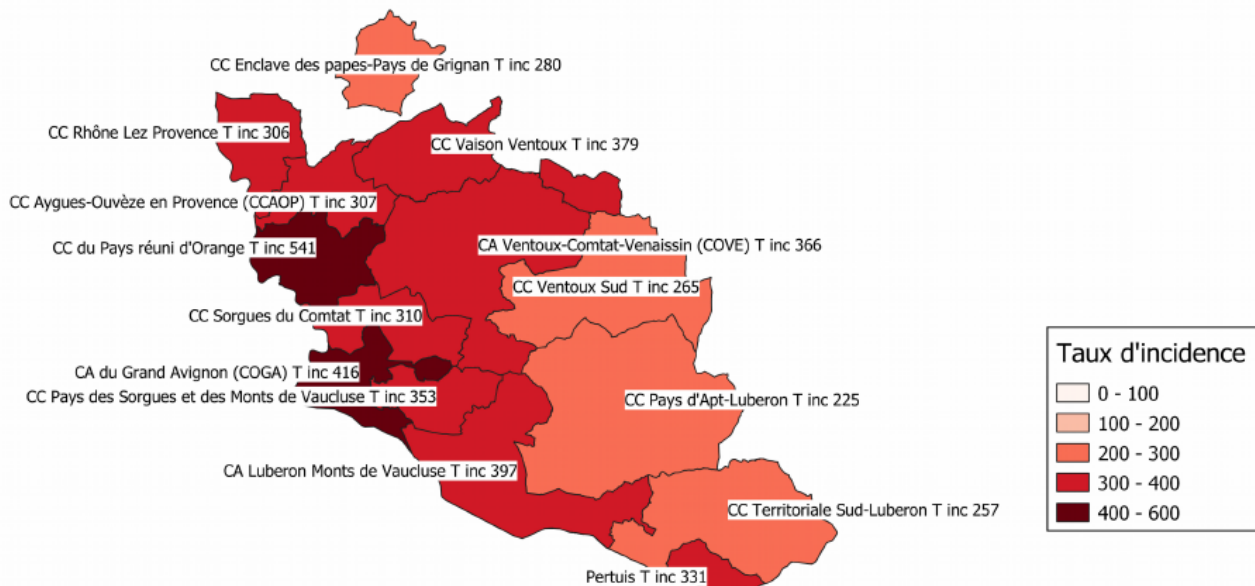 CC Enclave des papes-Pays de Grignan T inc 280
CC Rhône Lez Provence T inc 306
CC Vaison Ventoux T inc 379
CC Aygues-Ouvèze en Provence (CCAOP) T inc 307
CC du Pays réuni d'Orange T inc 541
CA Ventoux-Comtat-Venaissin (COVE) T inc 366
CC Ventoux Sud T inc 265
CC Sorgues du Comtat T inc 310
CA du Grand Avignon (COGA) T inc 416
CC Pays des Sorgues et des Monts de Vaucluse T inc 353
CC Pays d'Apt-Luberon T inc 225
CA Luberon Monts de Vaucluse T inc 397
CC Territoriale Sud-Luberon T inc 257
Pertuis T inc 331
Taux d'incidence
0 - 100
100 - 200
200 - 300
300 - 400
400 - 600